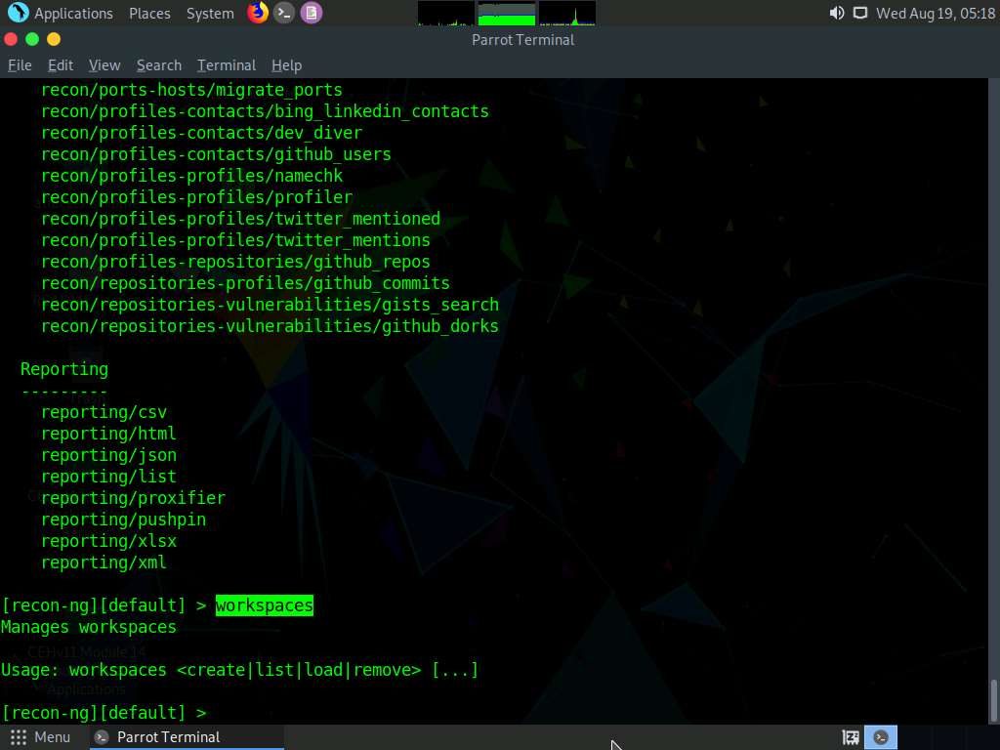 Applications Places System Wed Aug 19, 05:18
Parrot Terminal
File Edit View Search Terminal Help
recon/ports-hosts/migrate_ports
recon/profiles-contacts/bing_linkedin_contacts
recon/profiles-contacts/dev_diver
recon/profiles-contacts/github_users
recon/profiles-profiles/namechk
recon/profiles-profiles/profiler
recon/profiles-profiles/twitter_mentioned
recon/profiles-profiles/twitter_mentions
recon/profiles-repositories/github_repos
recon/repositories-profiles/github_commits
recon/repositories-vulnerabilities/gists_search
recon/repositories-vulnerabilities/github_dorks
Reporting
---------
reporting/csv
reporting/html
reporting/json
reporting/list
reporting/proxifier
reporting/pushpin
reporting/xlsx
reporting/xml
[recon-ng][default] > workspaces
Manages workspaces
CEHv11 Module 14
Usage: workspaces <create|list|load|remove> [...]
Applications
[recon-ng][default] >
Menu Parrot Terminal